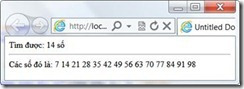 http://loc...
Untitled Do
Tìm được: 14 số
Các số đó là: 7 14 21 28 35 42 49 56 63 70 77 84 91 98